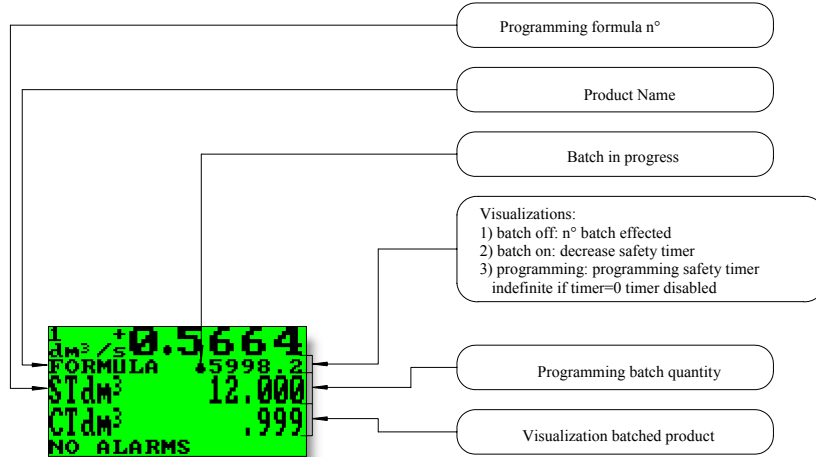 Programming formula n°
Product Name
Batch in progress
Visualizations:
1) batch off: n° batch effected
2) batch on: decrease safety timer
3) programming: programming safety timer
indefinite if timer=0 timer disabled
Programming batch quantity
Visualization batched product
1 + 0.5664
dm³/s
FORMULA 5998.2
STdm³ 12.000
CTdm³ .999
NO ALARMS